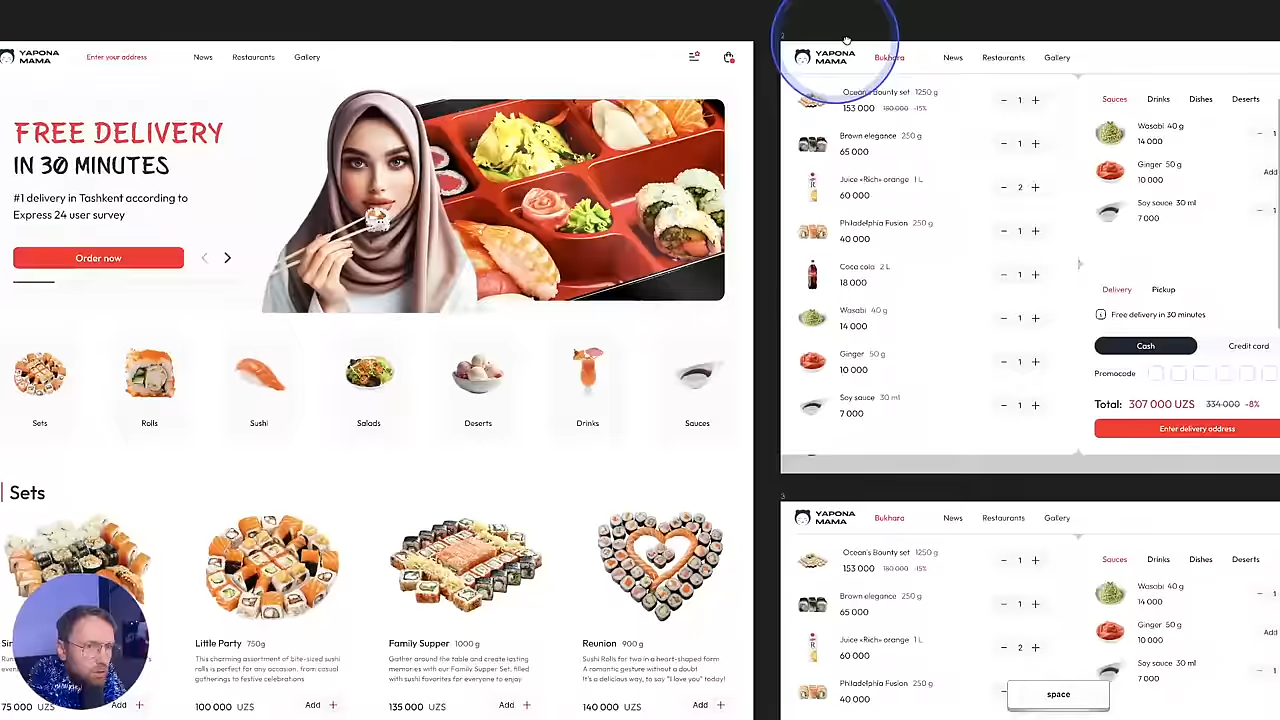 YAPONA
MAMA
Enter your address
News
Restaurants
Gallery
FREE DELIVERY
IN 30 MINUTES
#1 delivery in Tashkent according to
Express 24 user survey
Order now
Sets
Rolls
Sushi
Salads
Deserts
Drinks
Sauces
Sets
Little Party 750g
This charming assortment of bite-sized sushi
rolls is perfect for any occasion, from casual
gatherings to festive celebrations
100 000 UZS
Add +
Family Supper 1000 g
Gather around the table and create lasting
memories with our Family Supper Set, filled
with sushi favorites for everyone to enjoy
135 000 UZS
Add +
Reunion 900 g
Sushi Rolls for two in a heart-shaped form
A romantic gesture without a doubt
It's a delicious way, to say "I love you" today!
140 000 UZS
Add +
75 000 UZS
Add +
2
YAPONA
MAMA
Bukhara
News
Restaurants
Gallery
Ocean's Bounty set 1250 g
153 000 180 000 -15%
− 1 +
Brown elegance 250 g
65 000
− 1 +
Juice «Rich» orange 1 L
60 000
− 2 +
Philadelphia Fusion 250 g
40 000
− 1 +
Coca cola 2 L
18 000
− 1 +
Wasabi 40 g
14 000
− 1 +
Ginger 50 g
10 000
− 1 +
Soy sauce 30 ml
7 000
− 1 +
Sauces
Drinks
Dishes
Deserts
Wasabi 40 g
14 000
− 1
Ginger 50 g
10 000
Add
Soy sauce 30 ml
7 000
− 1
Delivery
Pickup
Free delivery in 30 minutes
Cash
Credit card
Promocode
Total: 307 000 UZS 334 000 -8%
Enter delivery address
3
YAPONA
MAMA
Bukhara
News
Restaurants
Gallery
Ocean's Bounty set 1250 g
153 000 180 000 -15%
− 1 +
Brown elegance 250 g
65 000
− 1 +
Juice «Rich» orange 1 L
60 000
− 2 +
Philadelphia Fusion 250 g
40 000
Sauces
Drinks
Dishes
Deserts
Wasabi 40 g
14 000
− 1
Ginger 50 g
10 000
Add
Soy sauce 30 ml
7 000
− 1
space